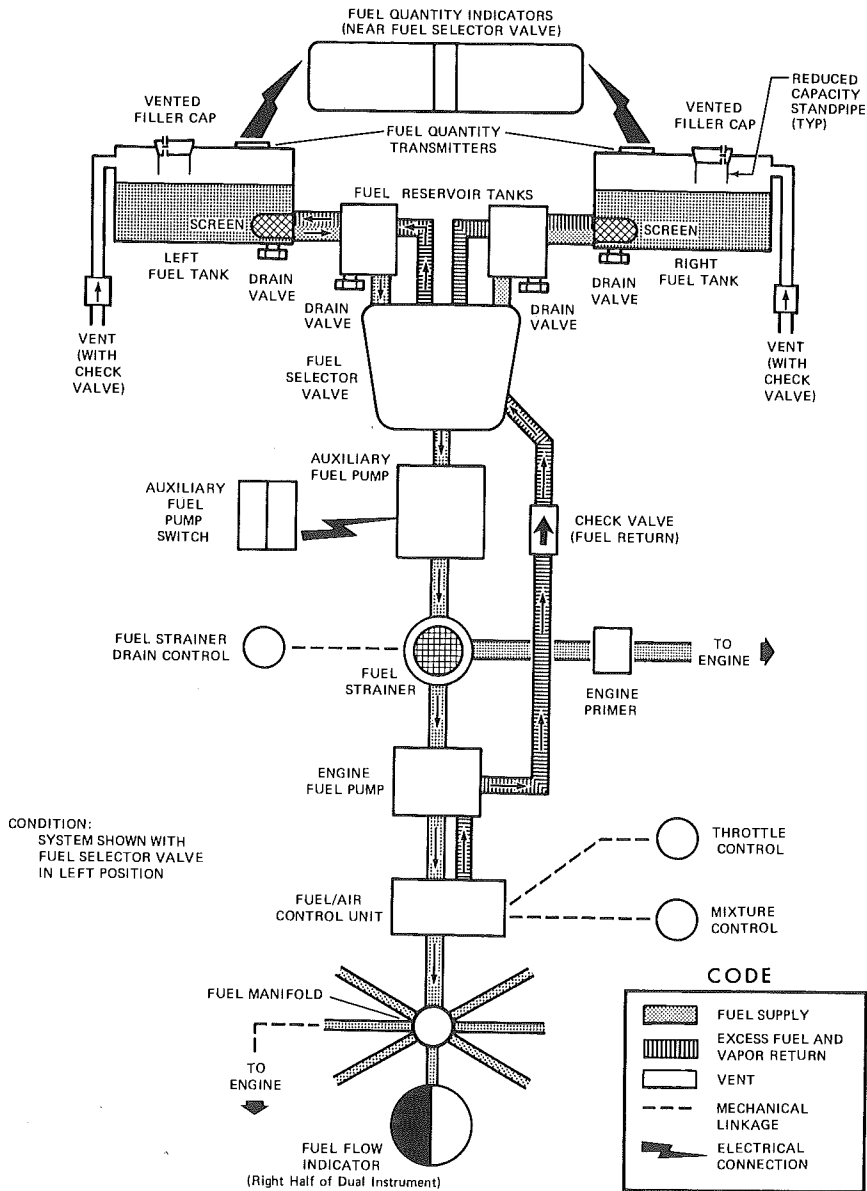 FUEL QUANTITY INDICATORS
(NEAR FUEL SELECTOR VALVE)
VENTED
FILLER CAP
FUEL QUANTITY
TRANSMITTERS
VENTED
FILLER CAP
REDUCED
CAPACITY
STANDPIPE
(TYP)
FUEL RESERVOIR TANKS
SCREEN
LEFT
FUEL TANK
DRAIN
VALVE
DRAIN
VALVE
SCREEN
RIGHT
FUEL TANK
DRAIN
VALVE
DRAIN
VALVE
VENT
(WITH
CHECK
VALVE)
FUEL
SELECTOR
VALVE
VENT
(WITH
CHECK
VALVE)
AUXILIARY
FUEL PUMP
AUXILIARY
FUEL
PUMP
SWITCH
CHECK VALVE
(FUEL RETURN)
FUEL STRAINER
DRAIN CONTROL
FUEL
STRAINER
TO
ENGINE
ENGINE
PRIMER
ENGINE
FUEL PUMP
CONDITION:
SYSTEM SHOWN WITH
FUEL SELECTOR VALVE
IN LEFT POSITION
THROTTLE
CONTROL
FUEL/AIR
CONTROL UNIT
MIXTURE
CONTROL
FUEL MANIFOLD
TO
ENGINE
FUEL FLOW
INDICATOR
(Right Half of Dual Instrument)
CODE
FUEL SUPPLY
EXCESS FUEL AND
VAPOR RETURN
VENT
MECHANICAL
LINKAGE
ELECTRICAL
CONNECTION